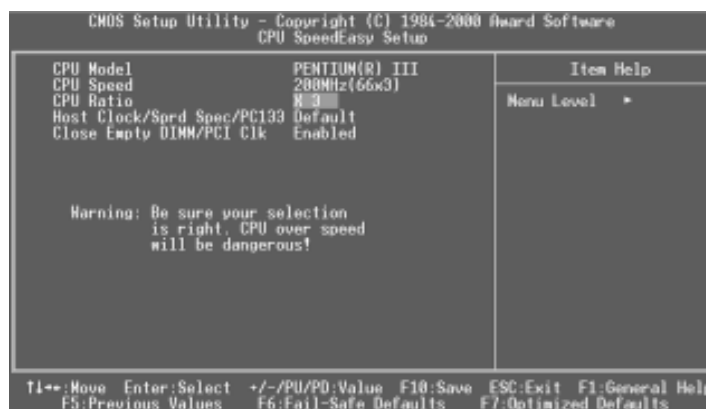 CMOS Setup Utility - Copyright (C) 1984-2000 Award Software
CPU SpeedEasy Setup
CPU Model PENTIUM(R) III
CPU Speed 200MHz(66x3)
CPU Ratio X 3
Host Clock/Sprd Spec/PC133 Default
Close Empty DIMM/PCI Clk Enabled
Warning: Be sure your selection
is right. CPU over speed
will be dangerous!
Item Help
Menu Level ►
↑↓→←:Move Enter:Select +/-/PU/PD:Value F10:Save ESC:Exit F1:General Help
F5:Previous Values F6:Fail-Safe Defaults F7:Optimized Defaults